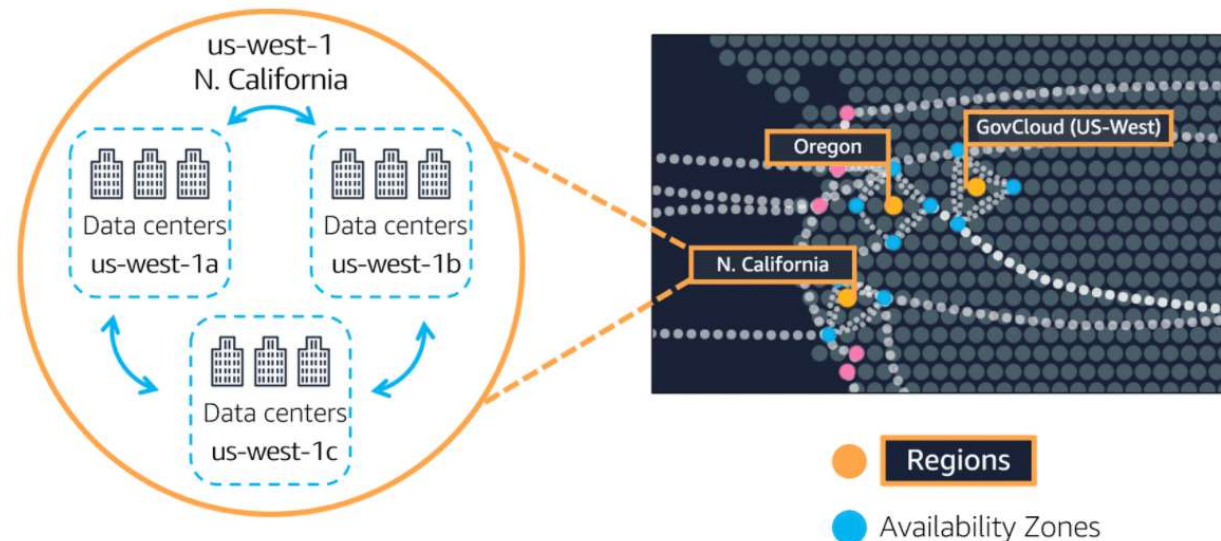 us-west-1
N. California
Data centers
us-west-1a
Data centers
us-west-1b
Data centers
us-west-1c
GovCloud (US-West)
Oregon
N. California
Regions
Availability Zones